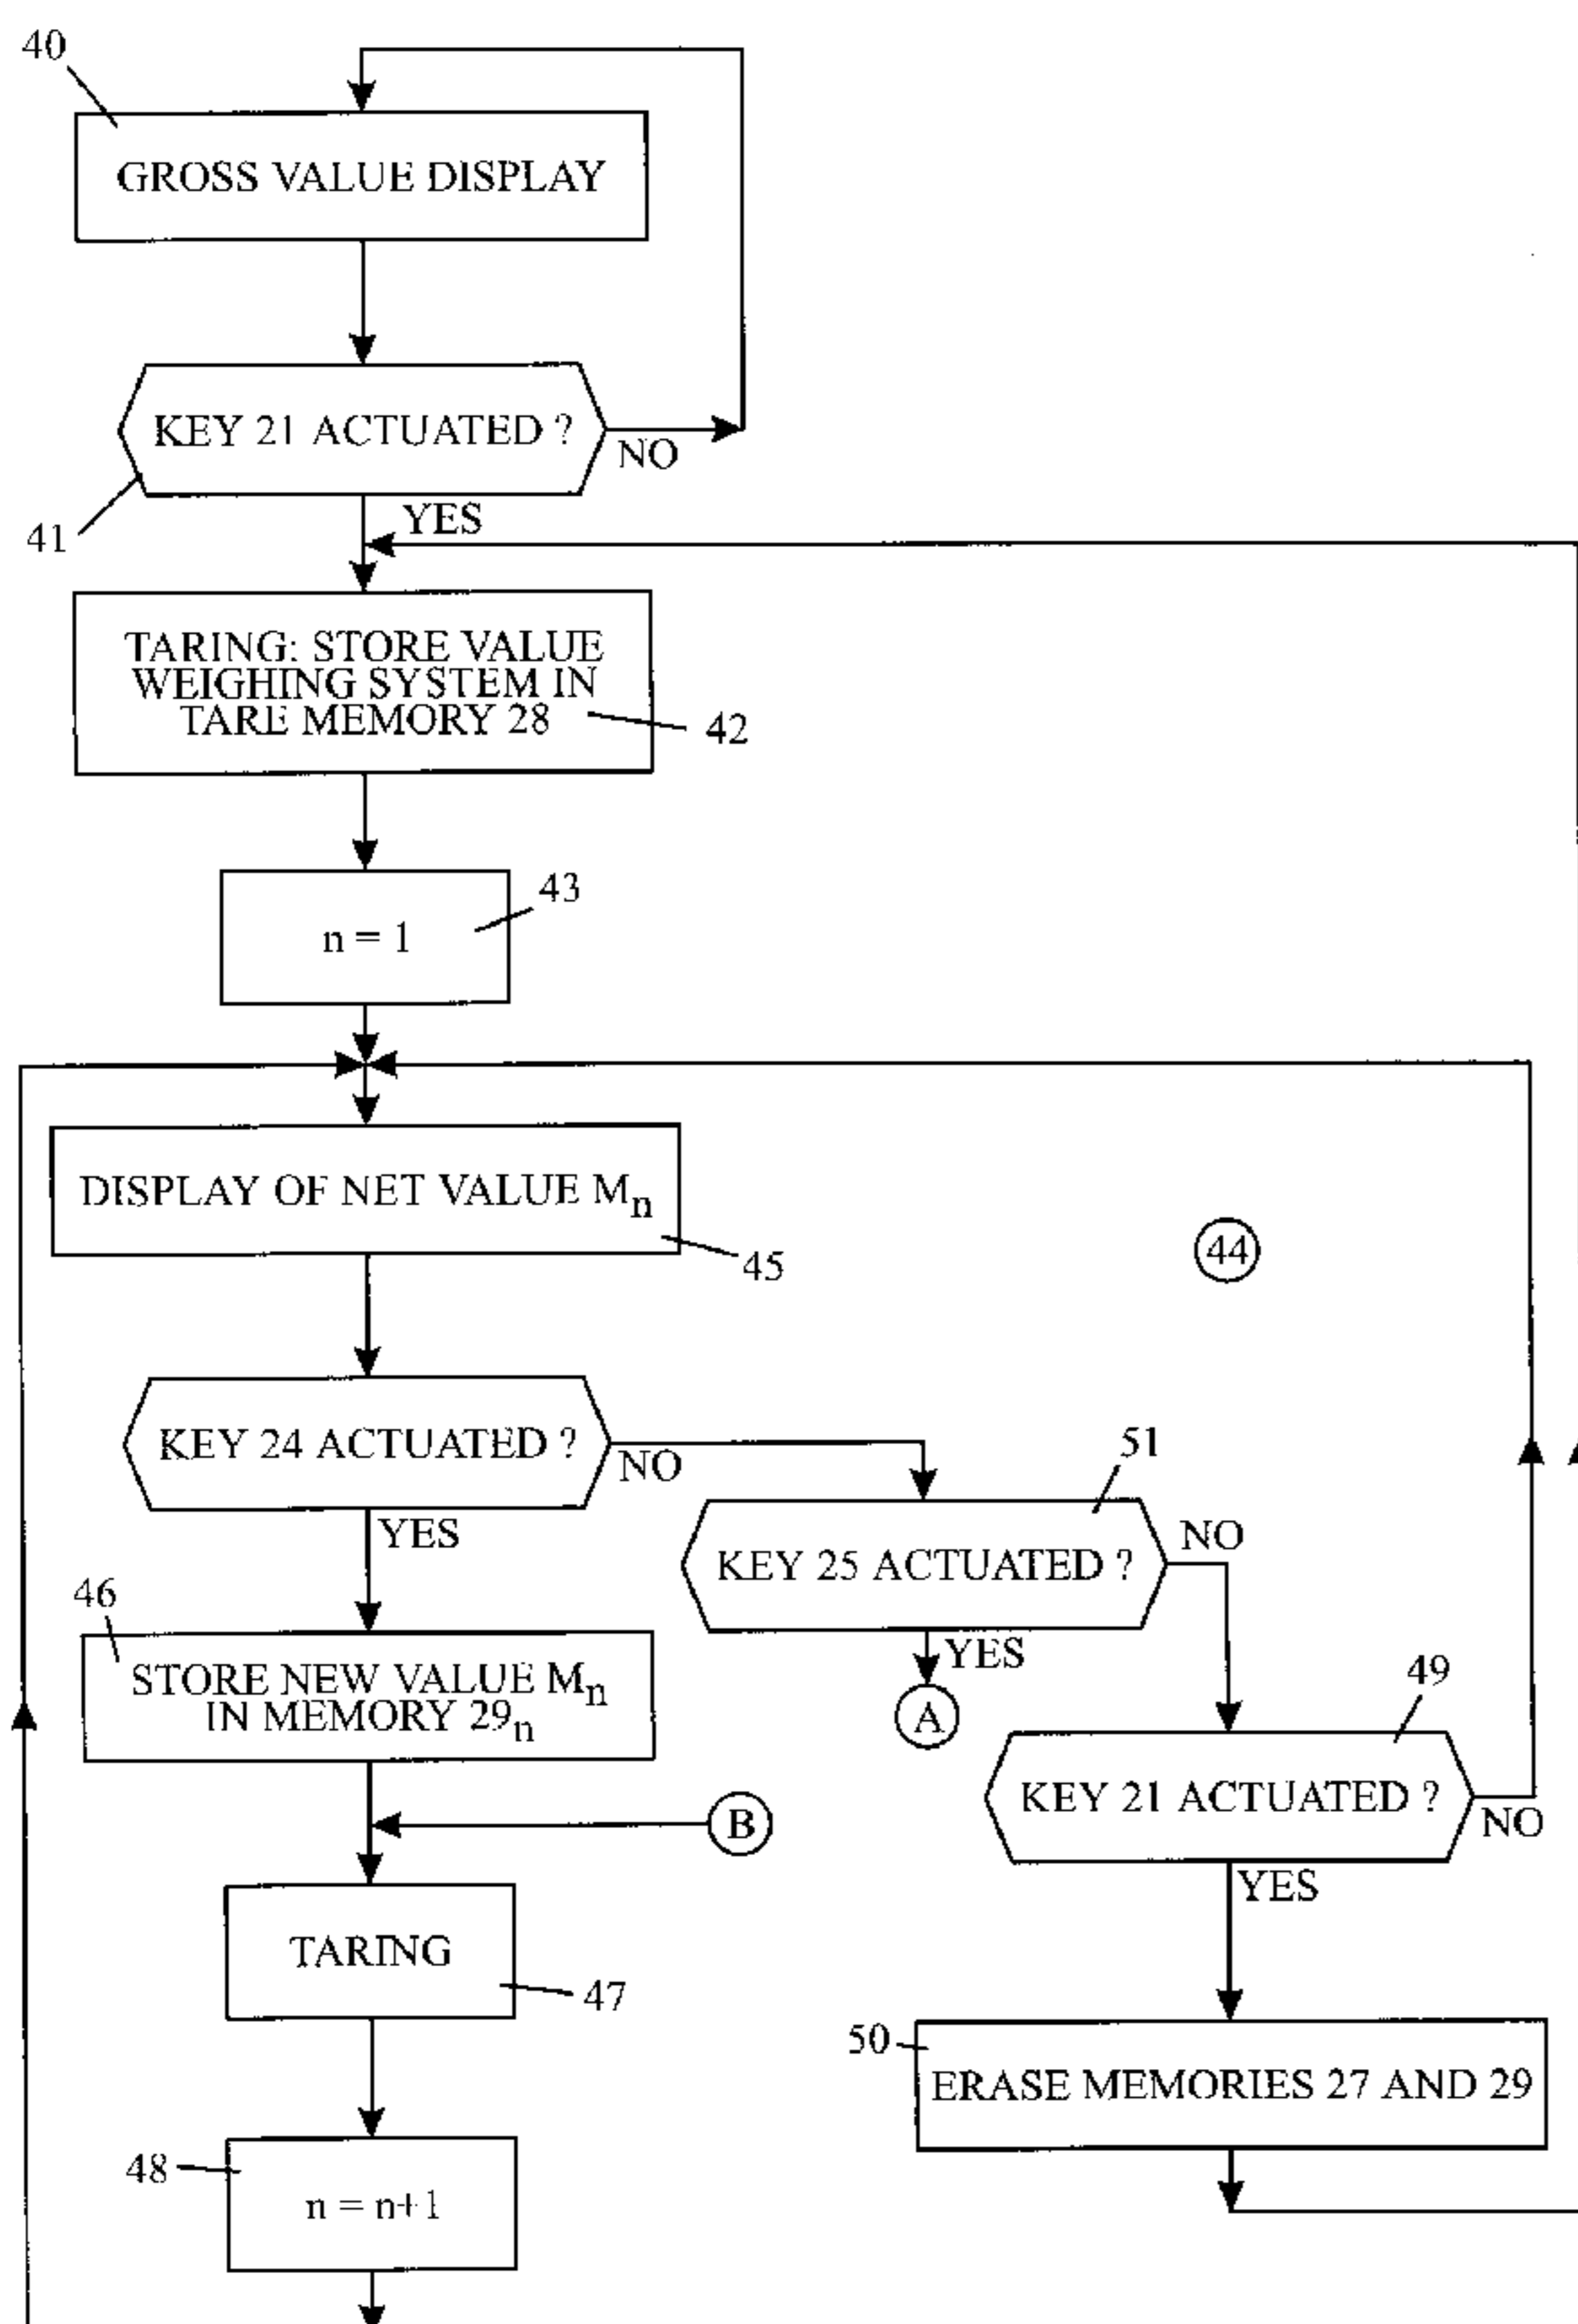 40
GROSS VALUE DISPLAY
KEY 21 ACTUATED ?
NO
41
YES
TARING: STORE VALUE
WEIGHING SYSTEM IN
TARE MEMORY 28
42
43
n = 1
DISPLAY OF NET VALUE Mn
45
44
KEY 24 ACTUATED ?
NO
51
YES
KEY 25 ACTUATED ?
NO
46
YES
STORE NEW VALUE Mn
IN MEMORY 29n
A
49
KEY 21 ACTUATED ?
NO
B
YES
TARING
47
50
ERASE MEMORIES 27 AND 29
48
n = n+1